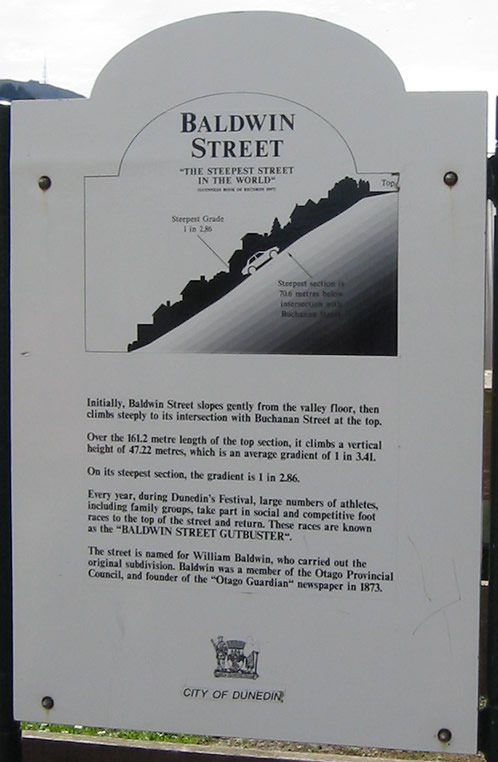 BALDWIN
STREET
"THE STEEPEST STREET
IN THE WORLD"
(GUINNESS BOOK OF RECORDS 1987)
Top
Steepest Grade
1 in 2.86
Steepest section is
70.6 metres below
intersection with
Buchanan Street
Initially, Baldwin Street slopes gently from the valley floor, then
climbs steeply to its intersection with Buchanan Street at the top.
Over the 161.2 metre length of the top section, it climbs a vertical
height of 47.22 metres, which is an average gradient of 1 in 3.41.
On its steepest section, the gradient is 1 in 2.86.
Every year, during Dunedin's Festival, large numbers of athletes,
including family groups, take part in social and competitive foot
races to the top of the street and return. These races are known
as the "BALDWIN STREET GUTBUSTER".
The street is named for William Baldwin, who carried out the
original subdivision. Baldwin was a member of the Otago Provincial
Council, and founder of the "Otago Guardian" newspaper in 1873.
CITY OF DUNEDIN